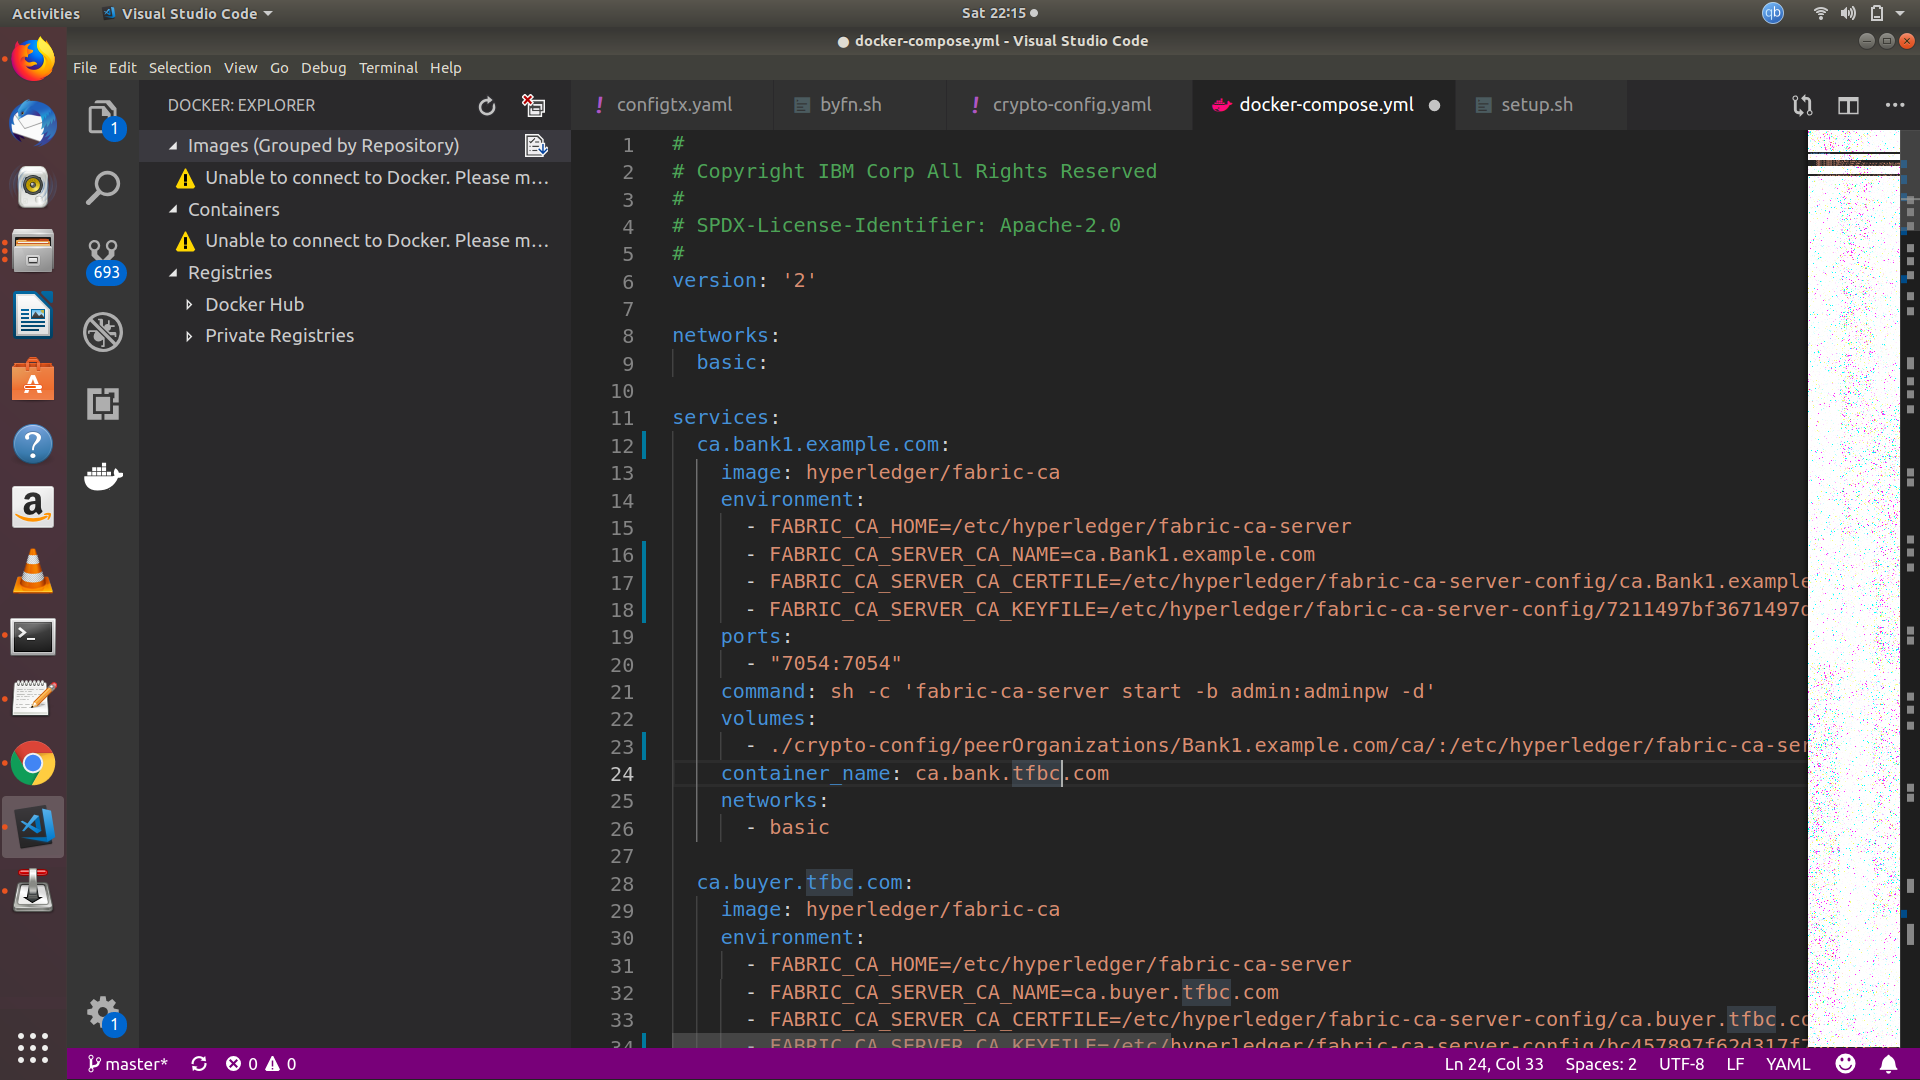 Activities
Visual Studio Code
Sat 22:15
qb
docker-compose.yml - Visual Studio Code
File Edit Selection View Go Debug Terminal Help
DOCKER: EXPLORER
Images (Grouped by Repository)
Unable to connect to Docker. Please m...
Containers
Unable to connect to Docker. Please m...
Registries
Docker Hub
Private Registries
1
693
1
configtx.yaml
byfn.sh
crypto-config.yaml
docker-compose.yml
setup.sh
1 #
2 # Copyright IBM Corp All Rights Reserved
3 #
4 # SPDX-License-Identifier: Apache-2.0
5 #
6 version: '2'
7
8 networks:
9 basic:
10
11 services:
12 ca.bank1.example.com:
13 image: hyperledger/fabric-ca
14 environment:
15 - FABRIC_CA_HOME=/etc/hyperledger/fabric-ca-server
16 - FABRIC_CA_SERVER_CA_NAME=ca.Bank1.example.com
17 - FABRIC_CA_SERVER_CA_CERTFILE=/etc/hyperledger/fabric-ca-server-config/ca.Bank1.example
18 - FABRIC_CA_SERVER_CA_KEYFILE=/etc/hyperledger/fabric-ca-server-config/7211497bf3671497
19 ports:
20 - "7054:7054"
21 command: sh -c 'fabric-ca-server start -b admin:adminpw -d'
22 volumes:
23 - ./crypto-config/peerOrganizations/Bank1.example.com/ca/:/etc/hyperledger/fabric-ca-ser
24 container_name: ca.bank.tfbc.com
25 networks:
26 - basic
27
28 ca.buyer.tfbc.com:
29 image: hyperledger/fabric-ca
30 environment:
31 - FABRIC_CA_HOME=/etc/hyperledger/fabric-ca-server
32 - FABRIC_CA_SERVER_CA_NAME=ca.buyer.tfbc.com
33 - FABRIC_CA_SERVER_CA_CERTFILE=/etc/hyperledger/fabric-ca-server-config/ca.buyer.tfbc.co
34 - FABRIC_CA_SERVER_CA_KEYFILE=/etc/hyperledger/fabric-ca-server-config/bc457897f62d317f7
master* 0 0 Ln 24, Col 33 Spaces: 2 UTF-8 LF YAML